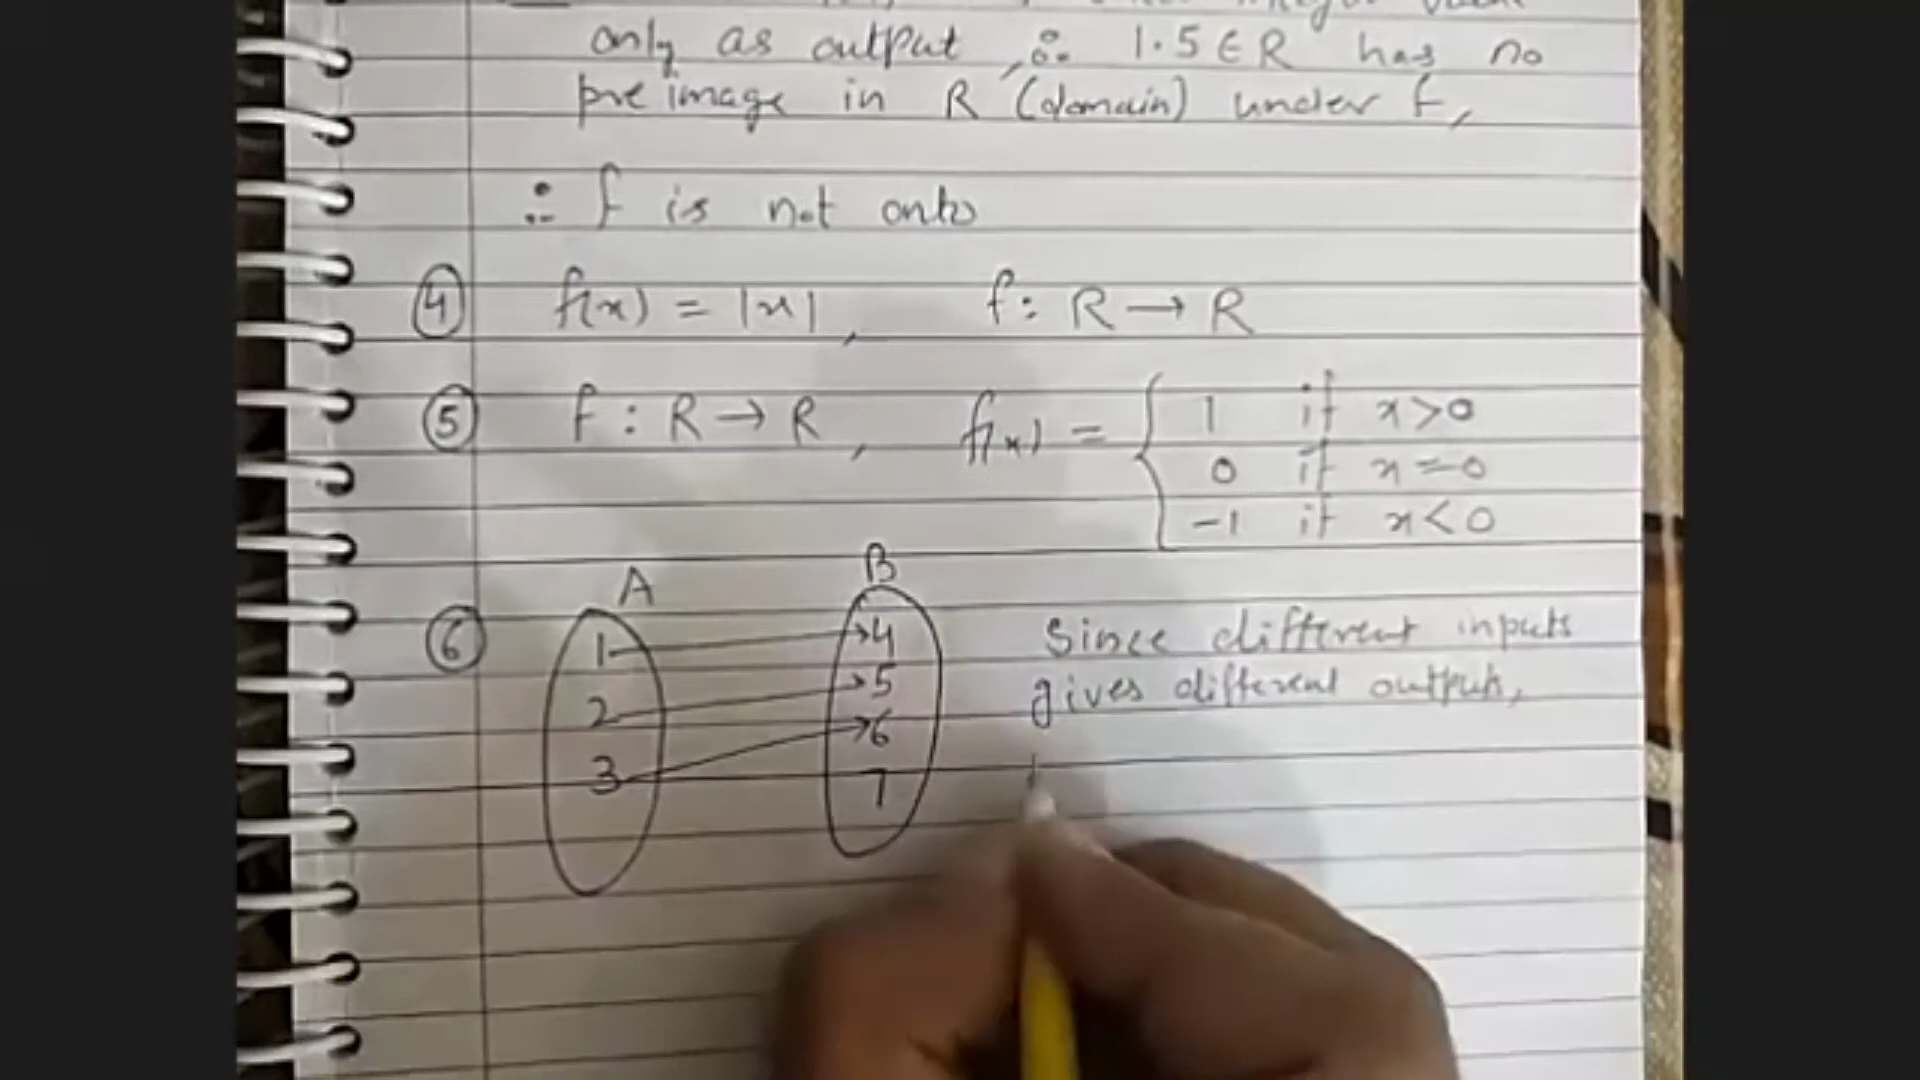 only as output, ∴ 1.5 ∈ R has no
pre image in R (domain) under f,
∴ f is not onto
④ f(x) = |x|, f : R → R
⑤ f : R → R, f(x) = { 1 if x>0
0 if x=0
-1 if x<0
A B
⑥ 1 4
2 5
3 6
7
Since different inputs
gives different outputs,